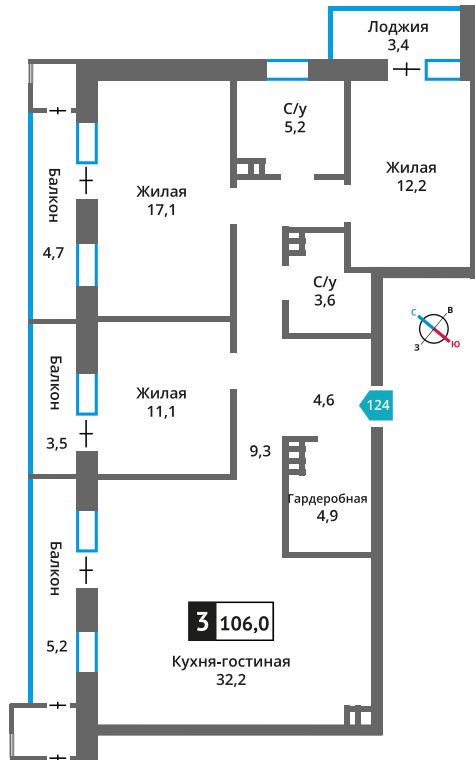 Лоджия
3,4
С/у
5,2
Жилая
12,2
Балкон
4,7
Жилая
17,1
С/у
3,6
С
В
З
Ю
Балкон
3,5
Жилая
11,1
4,6
124
9,3
Гардеробная
4,9
Балкон
5,2
3 106,0
Кухня-гостиная
32,2